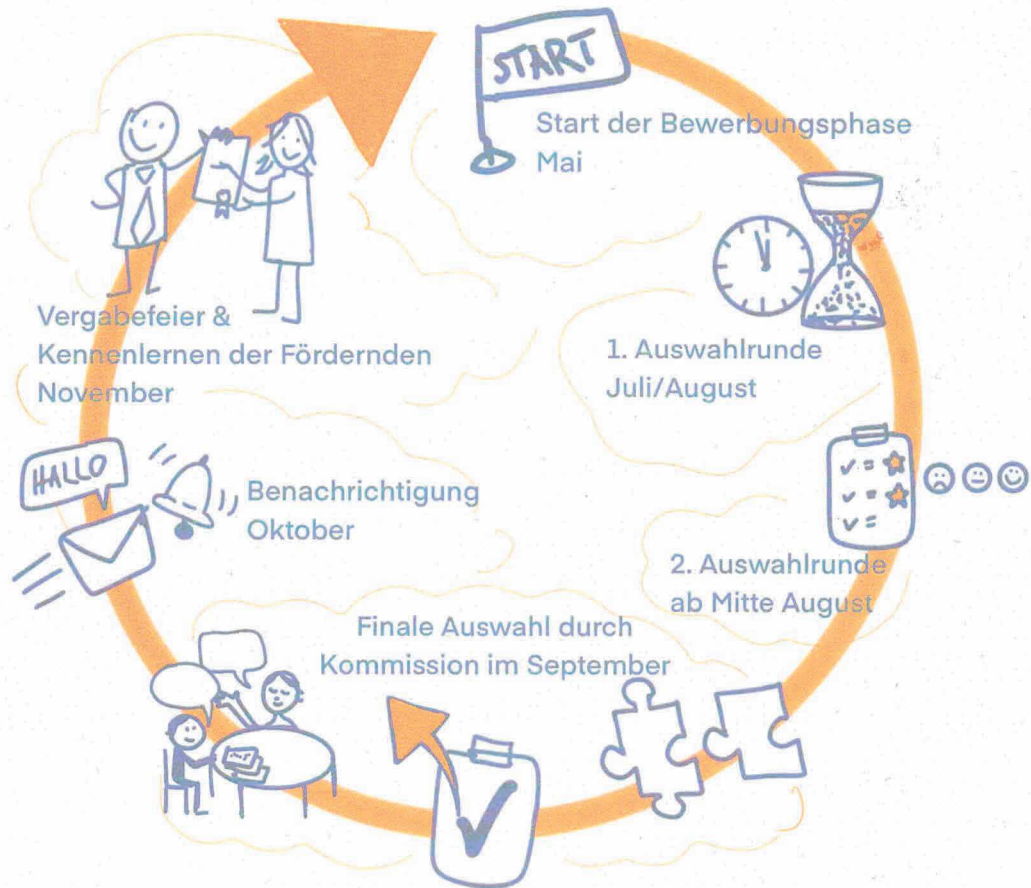 START
Start der Bewerbungsphase
Mai
1. Auswahlrunde
Juli/August
2. Auswahlrunde
ab Mitte August
Finale Auswahl durch
Kommission im September
HALLO
Benachrichtigung
Oktober
Vergabefeier &
Kennenlernen der Fördernden
November